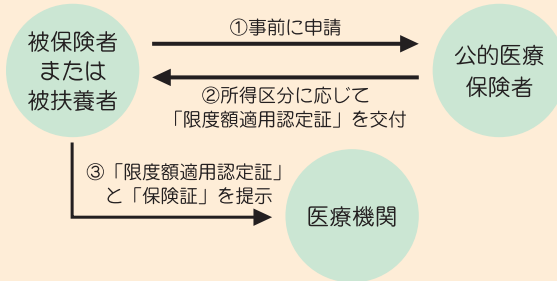 被保険者
または
被扶養者
①事前に申請
公的医療
保険者
②所得区分に応じて
「限度額適用認定証」を交付
③「限度額適用認定証」
と「保険証」を提示
医療機関